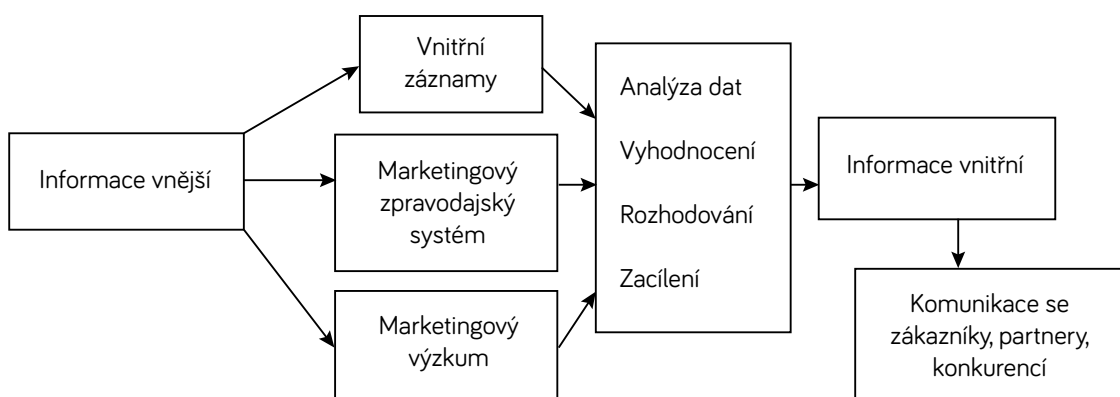 Informace vnější
Vnitřní
záznamy
Marketingový
zpravodajský
systém
Marketingový
výzkum
Analýza dat
Vyhodnocení
Rozhodování
Zacílení
Informace vnitřní
Komunikace se
zákazníky, partnery,
konkurencí